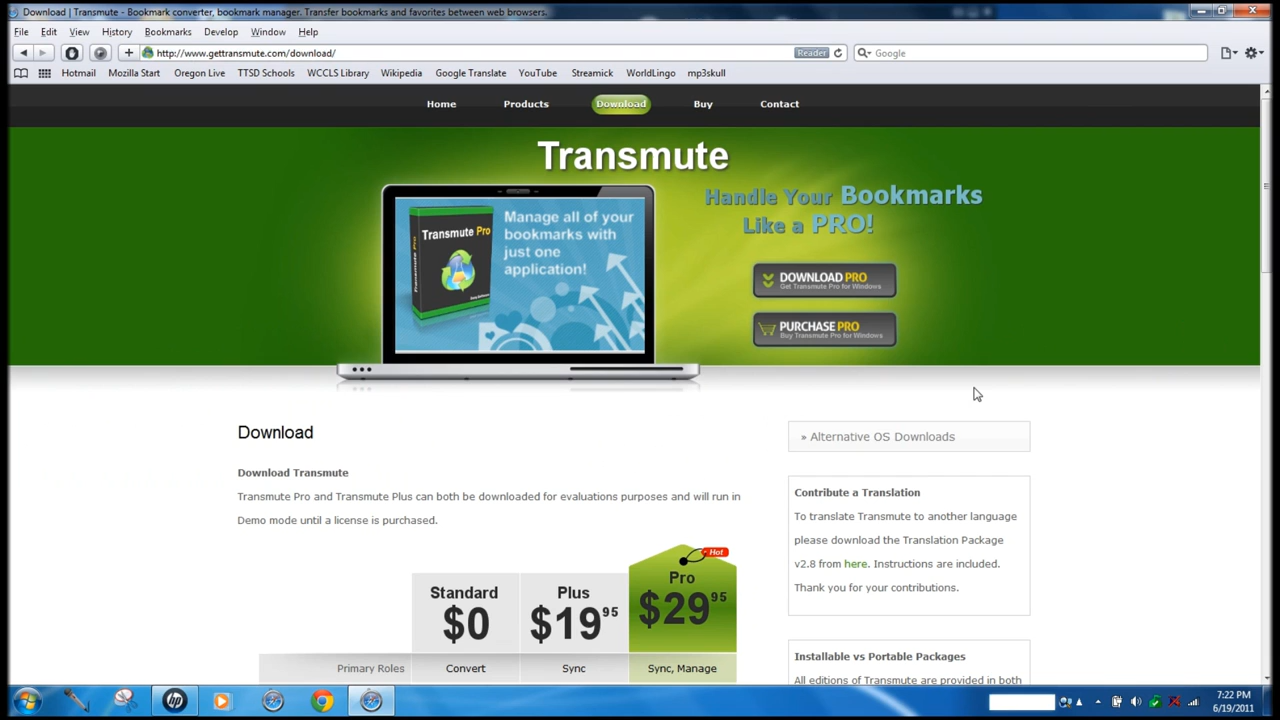 Download | Transmute - Bookmark converter, bookmark manager. Transfer bookmarks and favorites between web browsers.
File Edit View History Bookmarks Develop Window Help
http://www.gettransmute.com/download/ Reader Google
Hotmail Mozilla Start Oregon Live TTSD Schools WCCLS Library Wikipedia Google Translate YouTube Streamick WorldLingo mp3skull
Home Products Download Buy Contact
Transmute
Handle Your Bookmarks
Like a PRO!
Manage all of your
bookmarks with
just one
application!
Transmute Pro
Transmute Pro
DOWNLOAD PRO
Get Transmute Pro for Windows
PURCHASE PRO
Buy Transmute Pro for Windows
Download
Download Transmute
Transmute Pro and Transmute Plus can both be downloaded for evaluations purposes and will run in
Demo mode until a license is purchased.
Hot
Standard Plus Pro
$0 $19 95 $29 95
Primary Roles Convert Sync Sync, Manage
» Alternative OS Downloads
Contribute a Translation
To translate Transmute to another language
please download the Translation Package
v2.8 from here. Instructions are included.
Thank you for your contributions.
Installable vs Portable Packages
All editions of Transmute are provided in both
hp
7:22 PM
6/19/2011